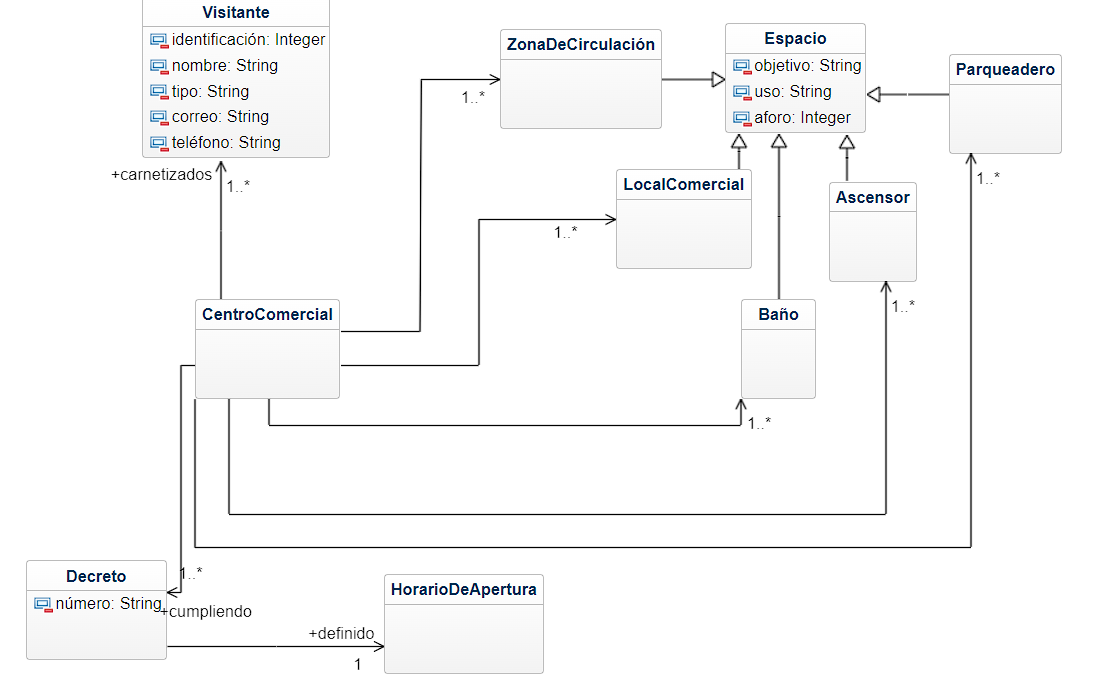 Visitante
identificación: Integer
nombre: String
tipo: String
correo: String
teléfono: String
+carnetizados
1..*
ZonaDeCirculación
1..*
Espacio
objetivo: String
uso: String
aforo: Integer
Parqueadero
1..*
LocalComercial
1..*
Ascensor
1..*
CentroComercial
Baño
1..*
Decreto
número: String
1..*
+cumpliendo
HorarioDeApertura
+definido
1